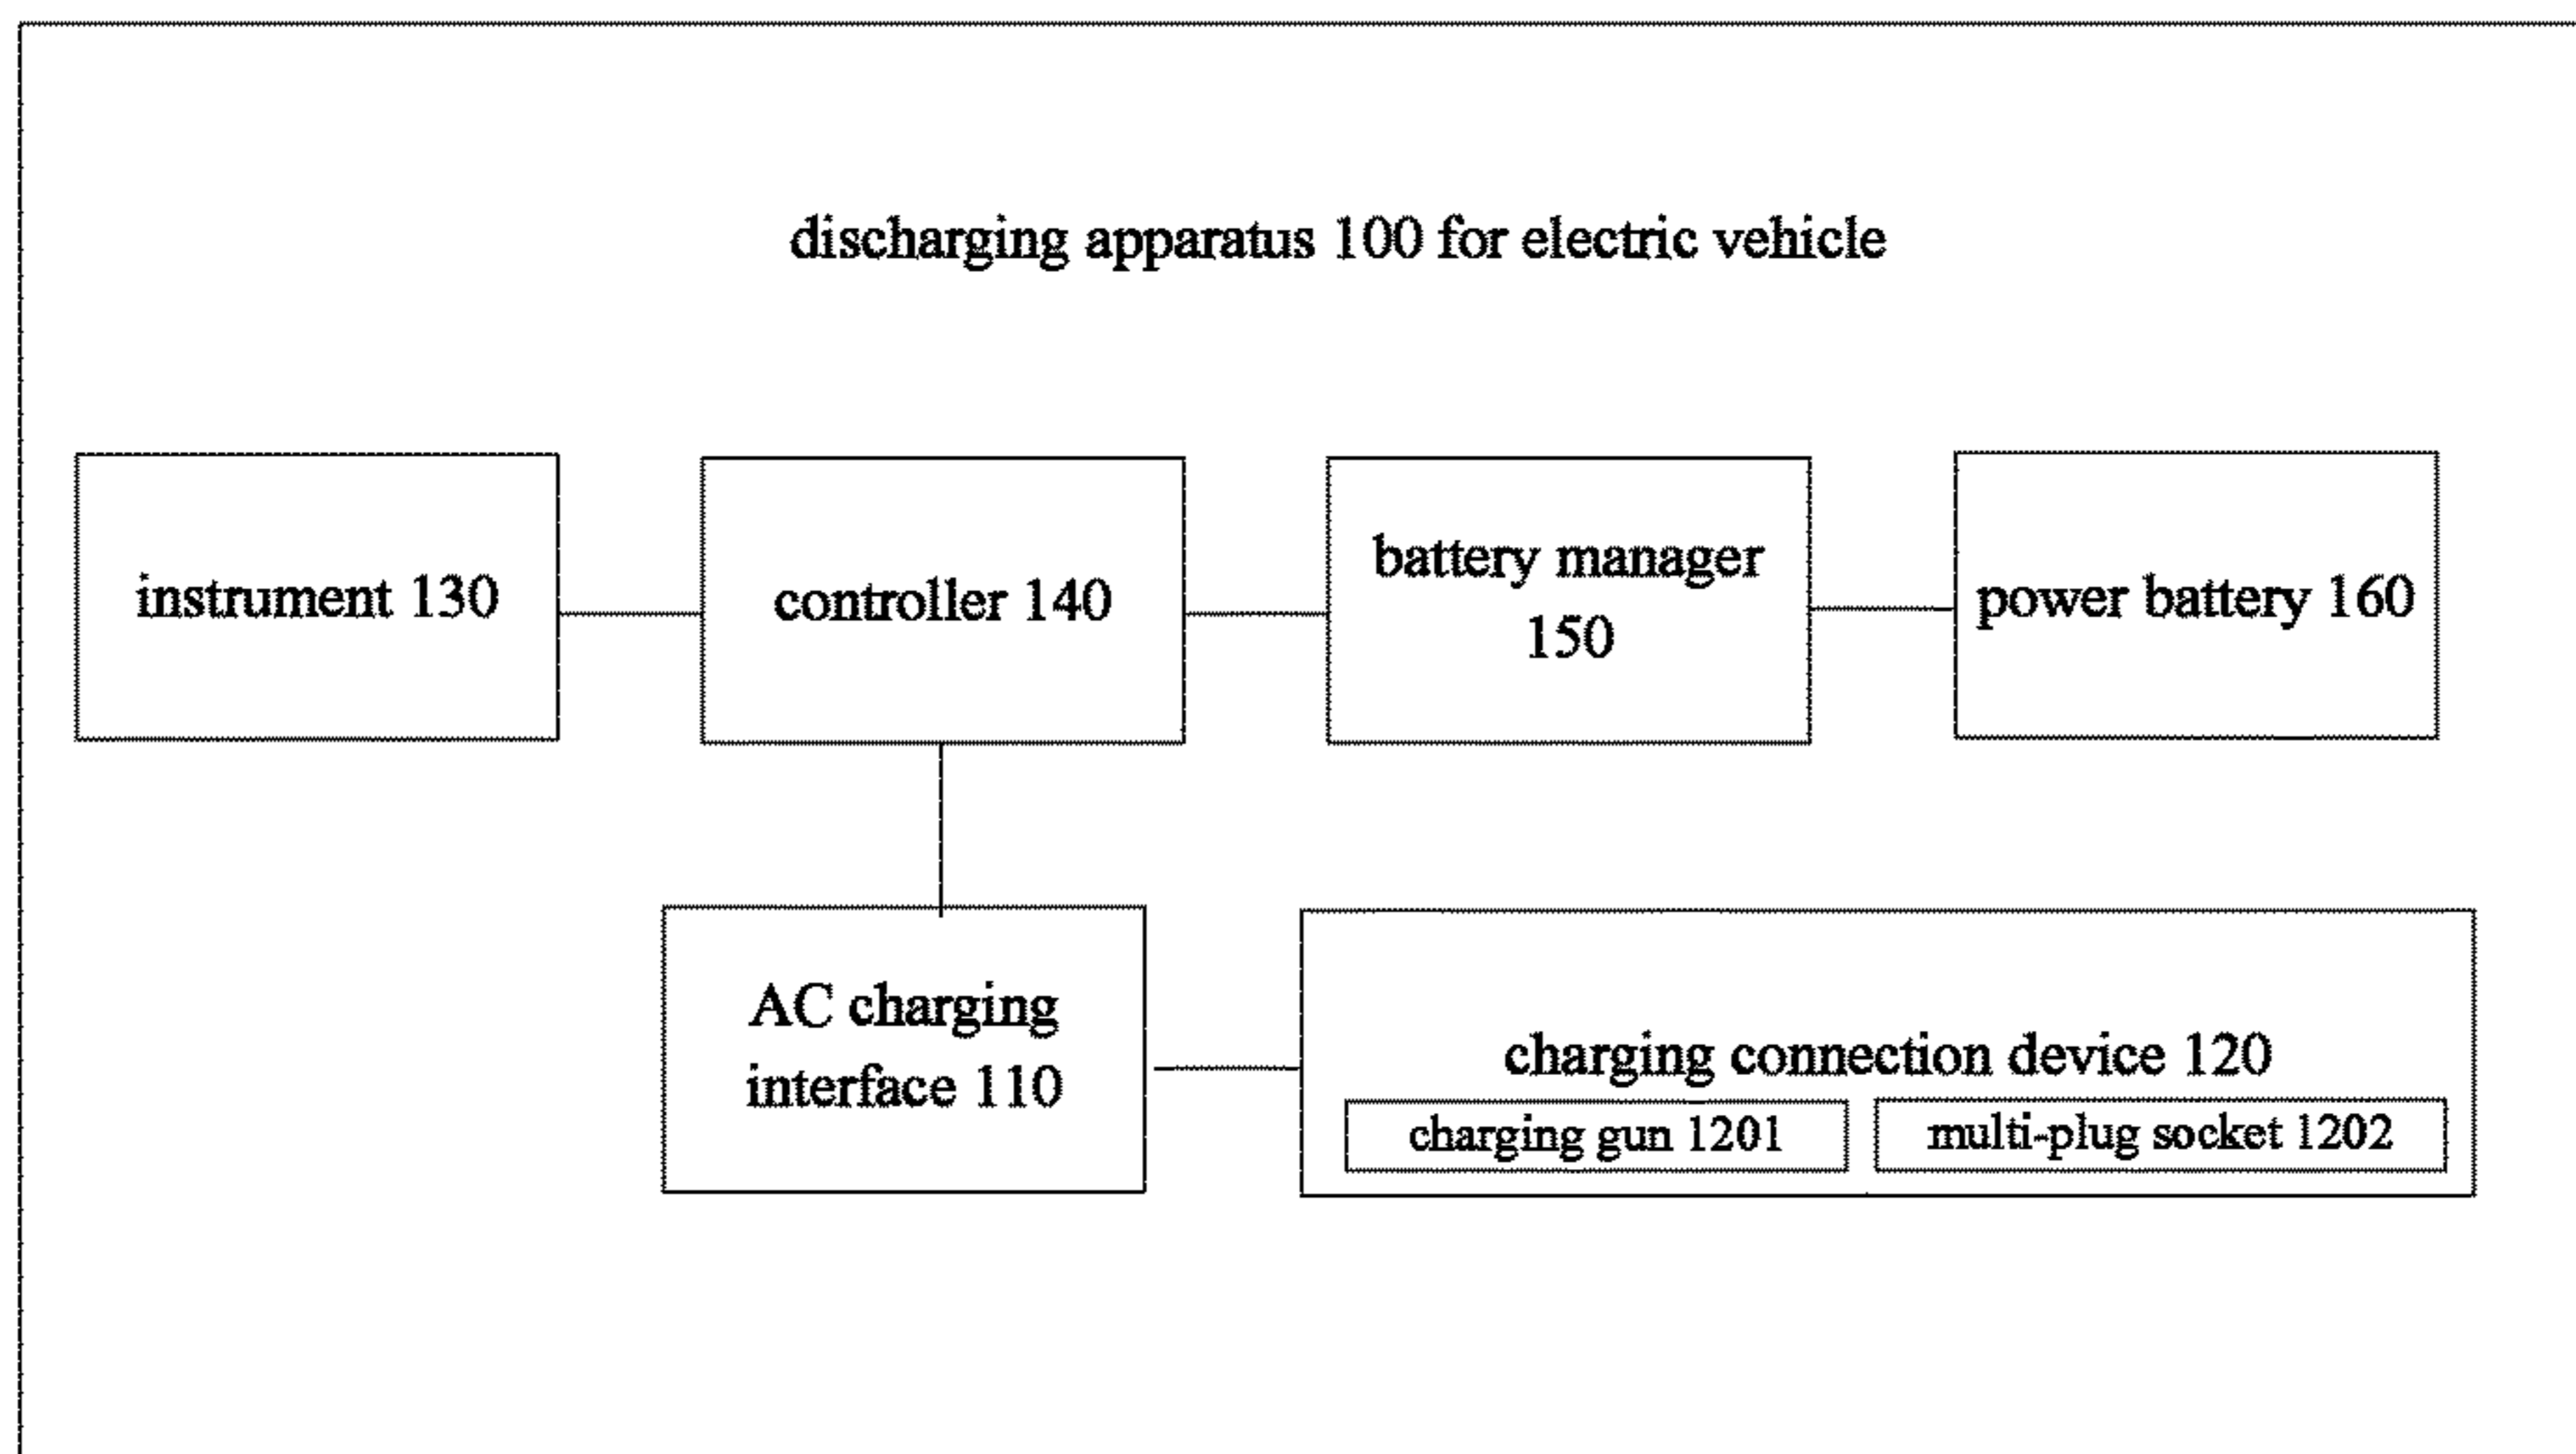 discharging apparatus 100 for electric vehicle
instrument 130
controller 140
battery manager
150
power battery 160
AC charging
interface 110
charging connection device 120
charging gun 1201
multi-plug socket 1202